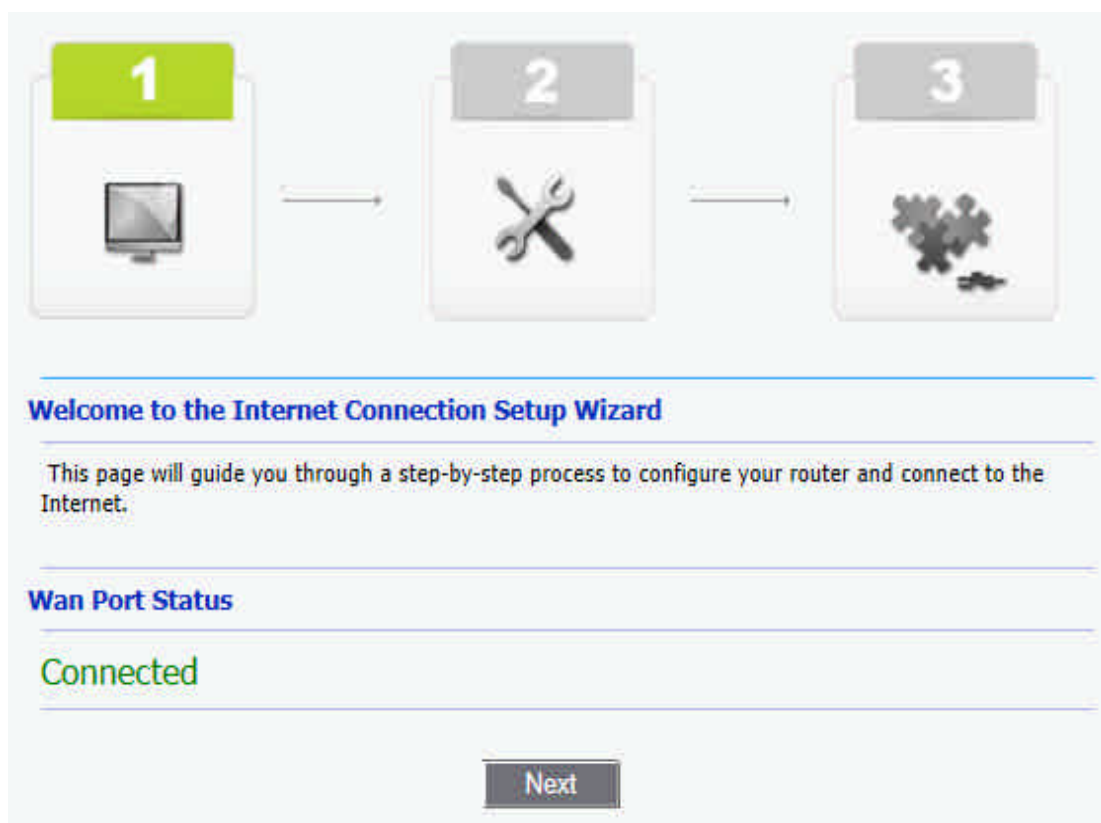 1
2
3
Welcome to the Internet Connection Setup Wizard
This page will guide you through a step-by-step process to configure your router and connect to the
Internet.
Wan Port Status
Connected
Next